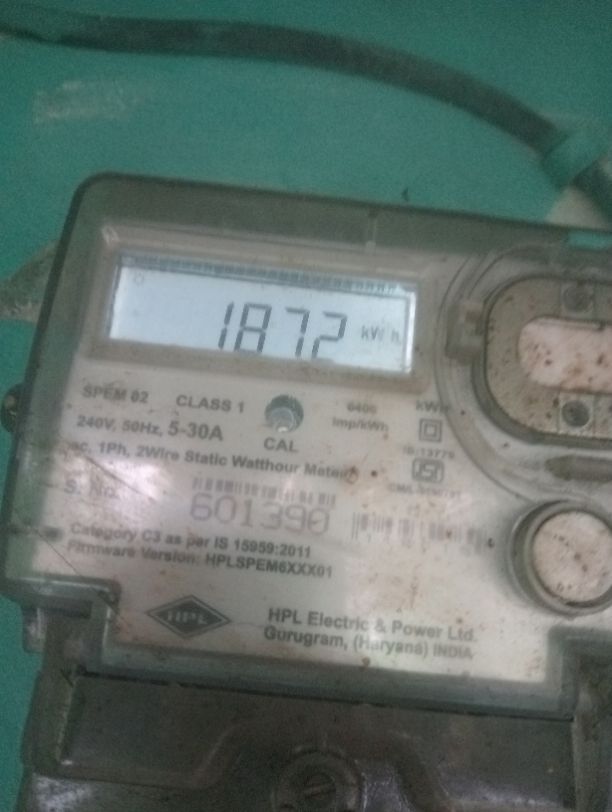 1872 kWh
SPEM 02 CLASS 1
240V, 50Hz, 5-30A
CAL
6400
imp/kWh
kWh
ac, 1Ph, 2Wire Static Watthour Meter
S. No.
601390
Category C3 as per IS 15959:2011
Firmware Version: HPLSPEM6XXX01
HPL
HPL Electric & Power Ltd.
Gurugram, (Haryana) INDIA